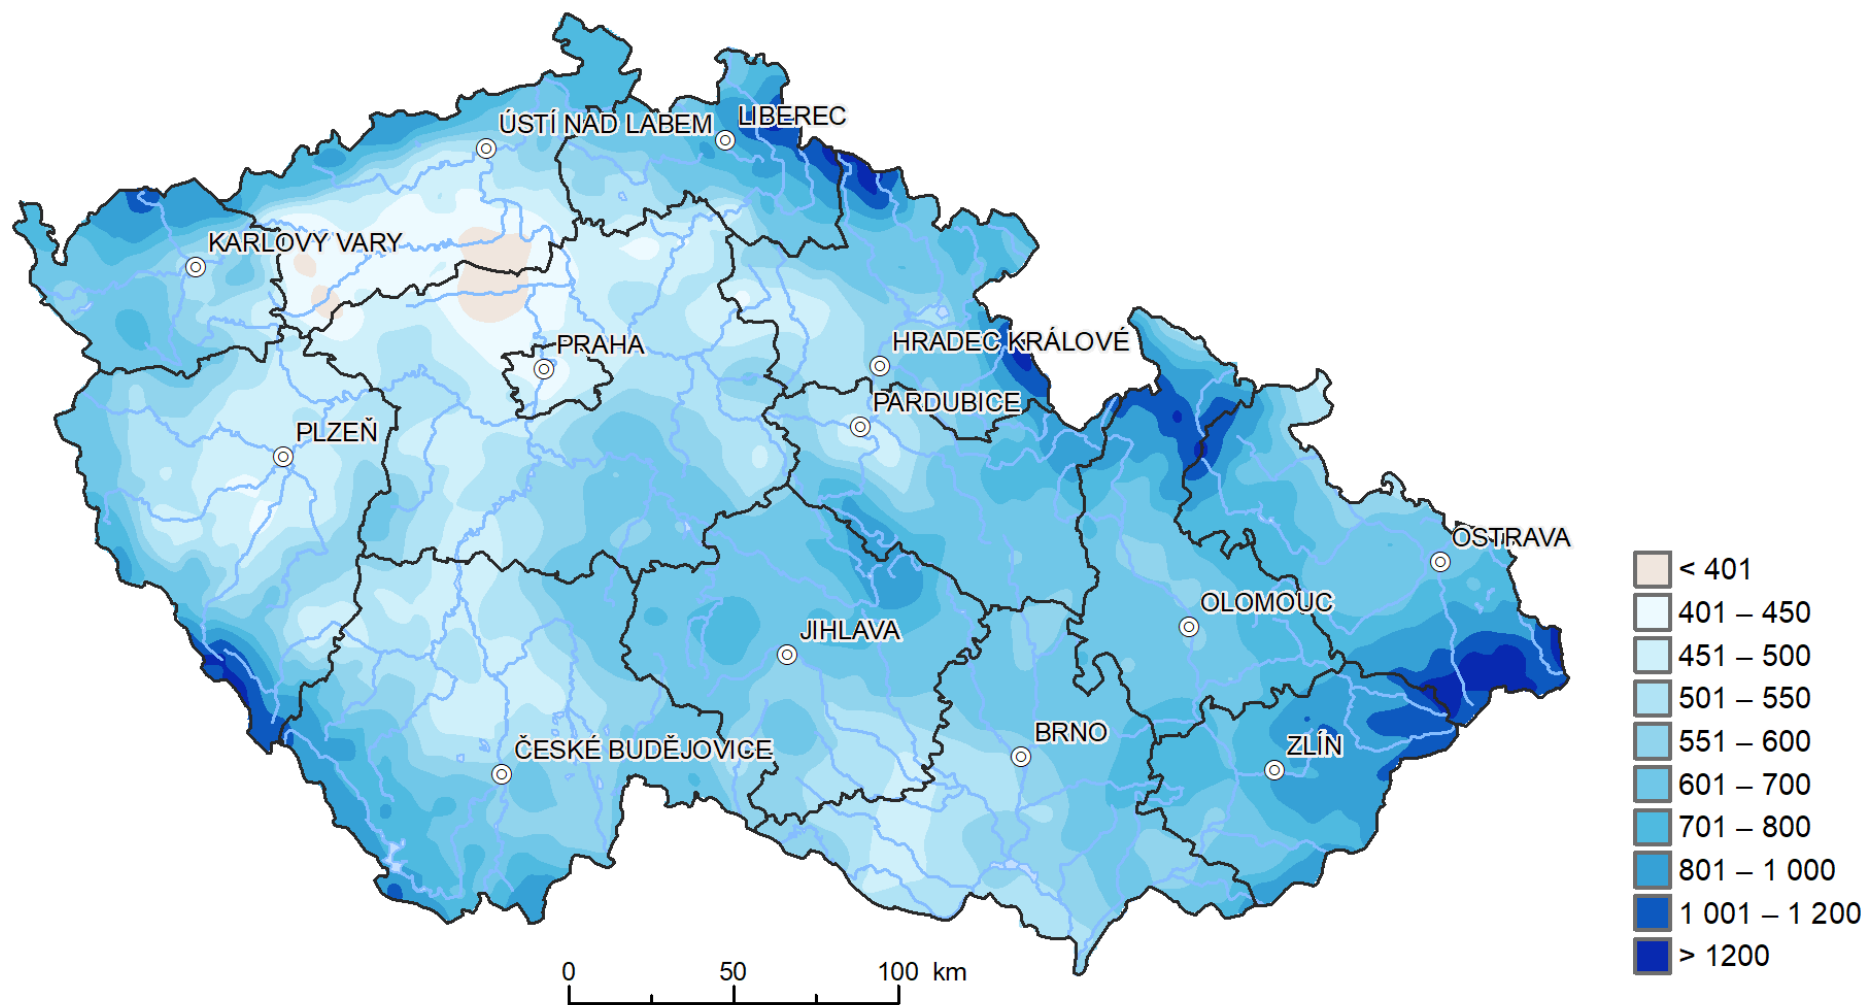 LIBEREC
ÚSTÍ NAD LABEM
KARLOVY VARY
PRAHA
HRADEC KRÁLOVÉ
PARDUBICE
PLZEŇ
OSTRAVA
OLOMOUC
JIHLAVA
BRNO
ČESKÉ BUDĚJOVICE
ZLÍN
< 401
401 – 450
451 – 500
501 – 550
551 – 600
601 – 700
701 – 800
801 – 1 000
1 001 – 1 200
> 1200
0 50 100 km